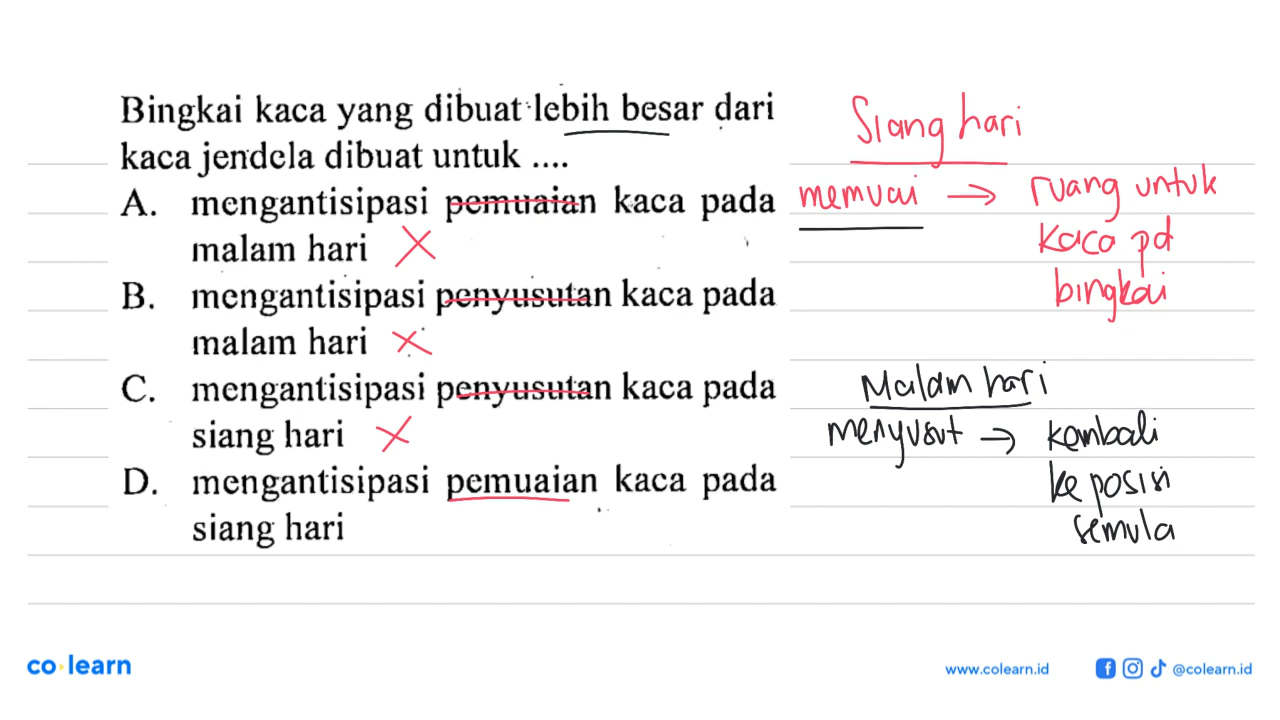 Bingkai kaca yang dibuat lebih besar dari
kaca jendela dibuat untuk ....
A. mengantisipasi pemuaian kaca pada
malam hari X
B. mengantisipasi penyusutan kaca pada
malam hari X
C. mengantisipasi penyusutan kaca pada
siang hari X
D. mengantisipasi pemuaian kaca pada
siang hari
Siang hari
memuai → ruang untuk
kaca pd
bingkai
Malam hari
menyusut → kembali
ke posisi
semula
co·learn
www.colearn.id
@colearn.id